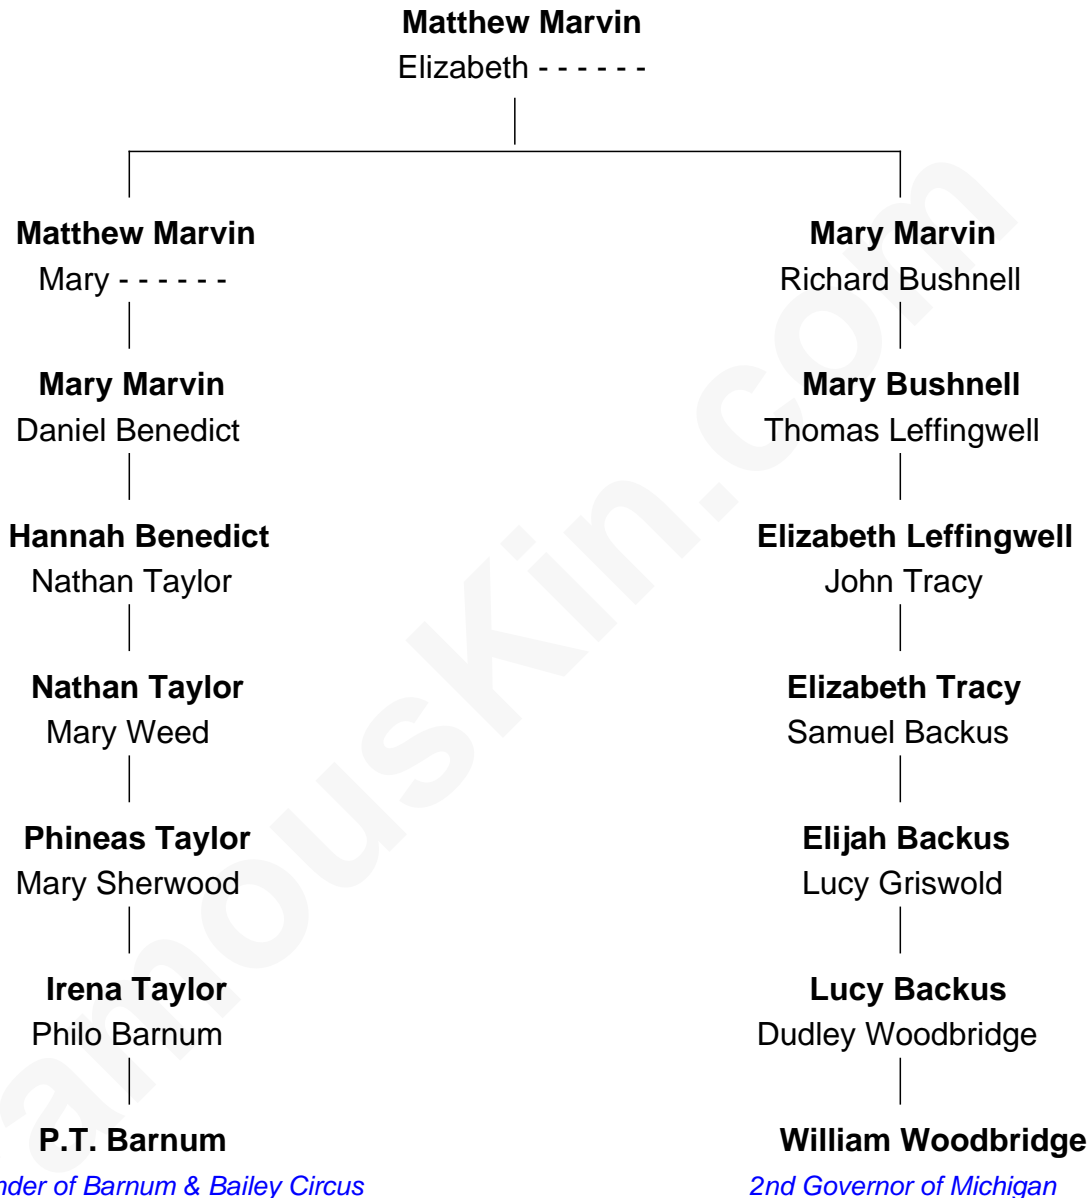 Matthew Marvin
Elizabeth - - - - - -
Matthew Marvin
Mary - - - - - -
Mary Marvin
Richard Bushnell
Mary Marvin
Daniel Benedict
Mary Bushnell
Thomas Leffingwell
Hannah Benedict
Nathan Taylor
Elizabeth Leffingwell
John Tracy
Nathan Taylor
Mary Weed
Elizabeth Tracy
Samuel Backus
Phineas Taylor
Mary Sherwood
Elijah Backus
Lucy Griswold
Irena Taylor
Philo Barnum
Lucy Backus
Dudley Woodbridge
P.T. Barnum
nder of Barnum & Bailey Circus
William Woodbridge
2nd Governor of Michigan
amousKin.com